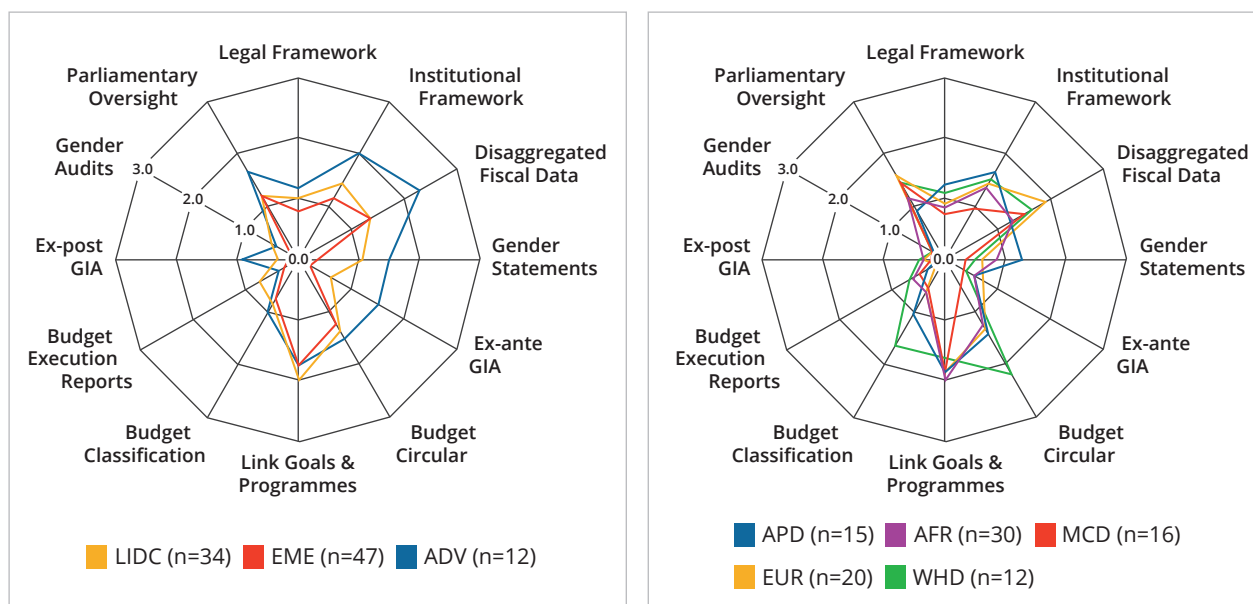 Legal Framework
Parliamentary
Oversight
Institutional
Framework
Gender
Audits
Disaggregated
Fiscal Data
3.0
2.0
1.0
0.0
Ex-post
GIA
Gender
Statements
Budget
Execution
Reports
Ex-ante
GIA
Budget
Classification
Budget
Circular
Link Goals &
Programmes
LIDC (n=34)
EME (n=47)
ADV (n=12)
Legal Framework
Parliamentary
Oversight
Institutional
Framework
Gender
Audits
Disaggregated
Fiscal Data
3.0
2.0
1.0
0.0
Ex-post
GIA
Gender
Statements
Budget
Execution
Reports
Ex-ante
GIA
Budget
Classification
Budget
Circular
Link Goals &
Programmes
APD (n=15)
AFR (n=30)
MCD (n=16)
EUR (n=20)
WHD (n=12)